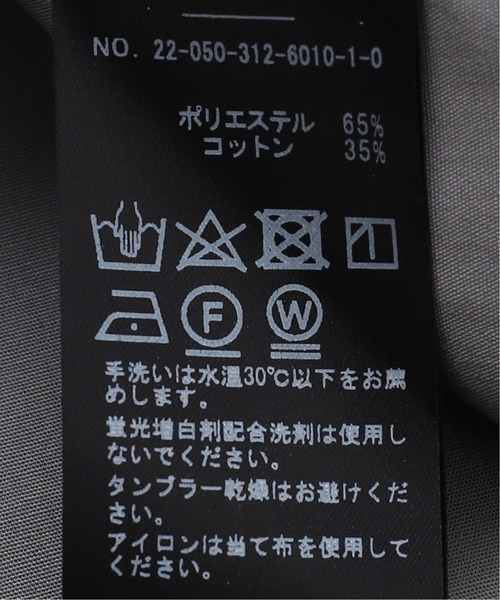 NO. 22-050-312-6010-1-0
ポリエステル 65%
コットン 35%
F
W
手洗いは水温30℃以下をお薦
めします。
蛍光増白剤配合洗剤は使用し
ないでください。
タンブラー乾燥はお避けくだ
さい。
アイロンは当て布を使用して
ください。